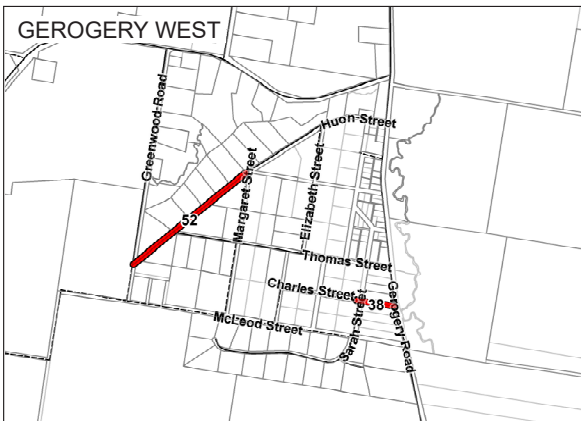 GEROGERY WEST
Huon Street
Greenwood Road
Margaret Street
Elizabeth Street
52
Thomas Street
Charles Street
38
Gerogery Road
McLeod Street
Sarah Street